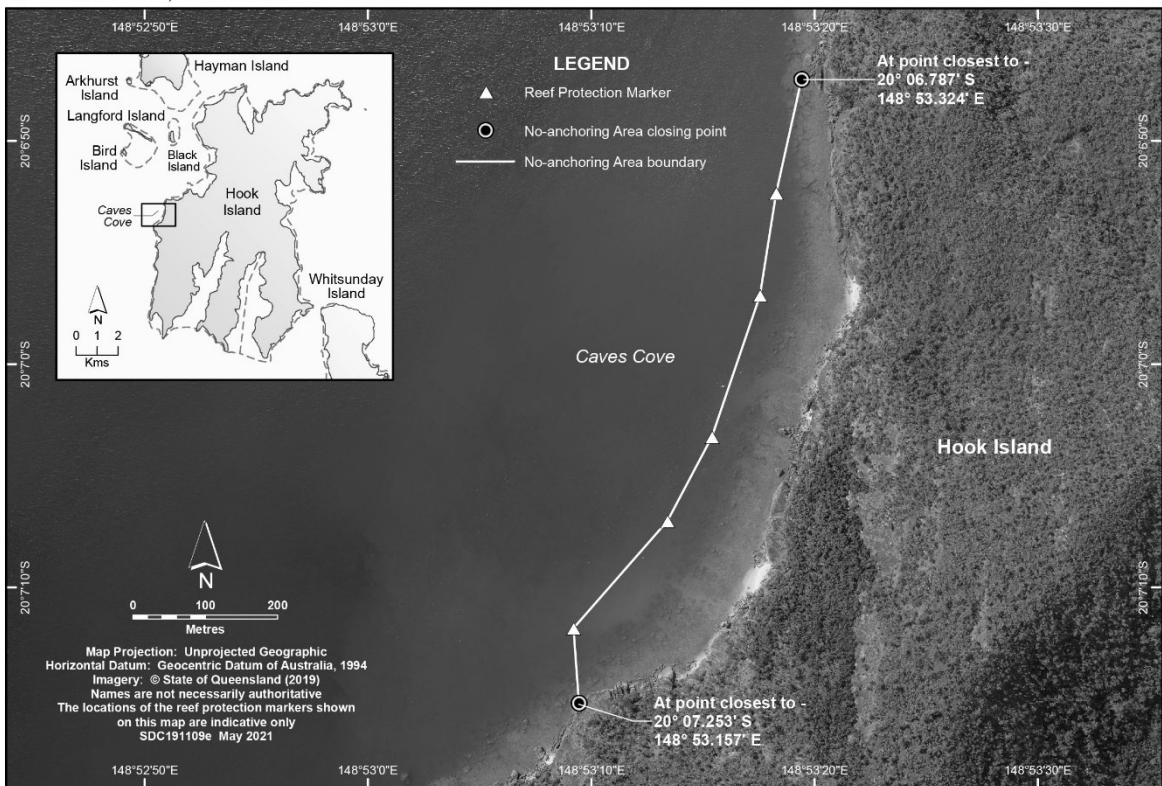 148°52'50"E
148°53'0"E
148°53'10"E
148°53'20"E
148°53'30"E
Hayman Island
Arkhurst
Island
Langford Island
Bird
Island
Black
Island
Hook
Island
Caves
Cove
Whitsunday
Island
N
0 1 2
Kms
LEGEND
Reef Protection Marker
No-anchoring Area closing point
No-anchoring Area boundary
At point closest to -
20° 06.787' S
148° 53.324' E
20°6'50"S
20°6'50"S
20°7'0"S
20°7'0"S
Caves Cove
Hook Island
20°7'10"S
20°7'10"S
N
0 100 200
Metres
Map Projection: Unprojected Geographic
Horizontal Datum: Geocentric Datum of Australia, 1994
Imagery: © State of Queensland (2019)
Names are not necessarily authoritative
The locations of the reef protection markers shown
on this map are indicative only
SDC191109e May 2021
At point closest to -
20° 07.253' S
148° 53.157' E
148°52'50"E
148°53'0"E
148°53'10"E
148°53'20"E
148°53'30"E